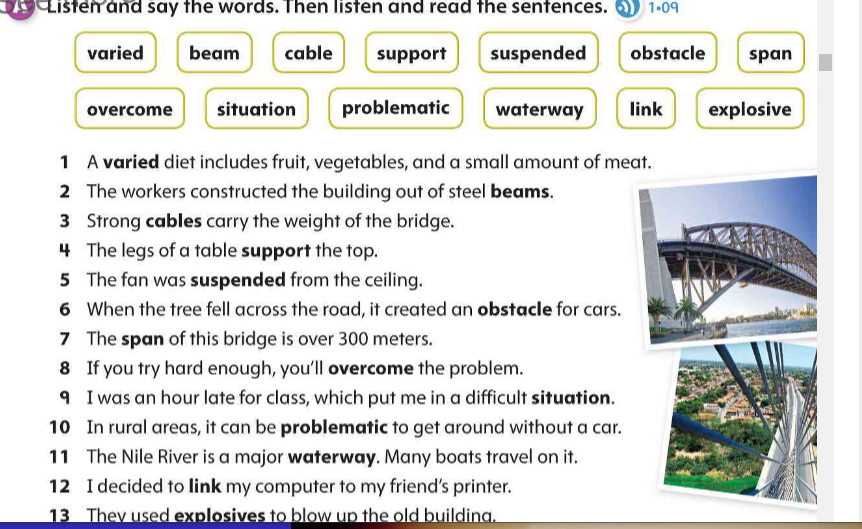 Listen and say the words. Then listen and read the sentences. 1•09
varied beam cable support suspended obstacle span
overcome situation problematic waterway link explosive
1 A varied diet includes fruit, vegetables, and a small amount of meat.
2 The workers constructed the building out of steel beams.
3 Strong cables carry the weight of the bridge.
4 The legs of a table support the top.
5 The fan was suspended from the ceiling.
6 When the tree fell across the road, it created an obstacle for cars.
7 The span of this bridge is over 300 meters.
8 If you try hard enough, you'll overcome the problem.
9 I was an hour late for class, which put me in a difficult situation.
10 In rural areas, it can be problematic to get around without a car.
11 The Nile River is a major waterway. Many boats travel on it.
12 I decided to link my computer to my friend's printer.
13 They used explosives to blow up the old building.